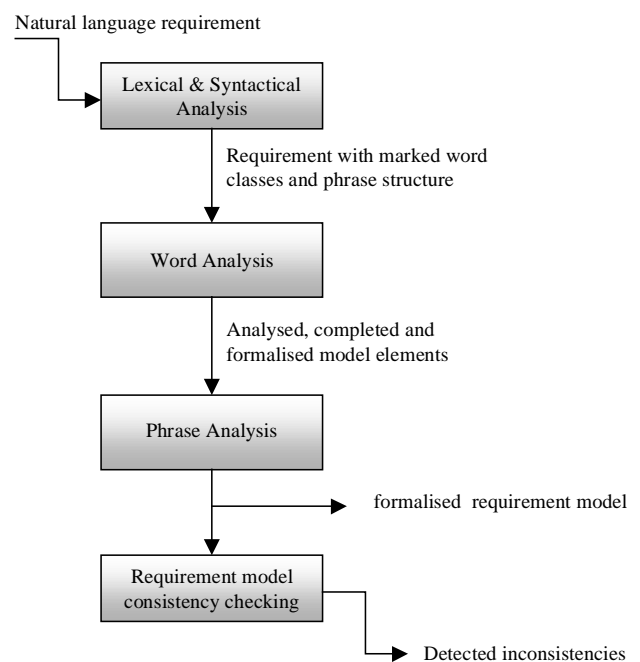 Natural language requirement
Lexical & Syntactical
Analysis
Requirement with marked word
classes and phrase structure
Word Analysis
Analysed, completed and
formalised model elements
Phrase Analysis
formalised requirement model
Requirement model
consistency checking
Detected inconsistencies